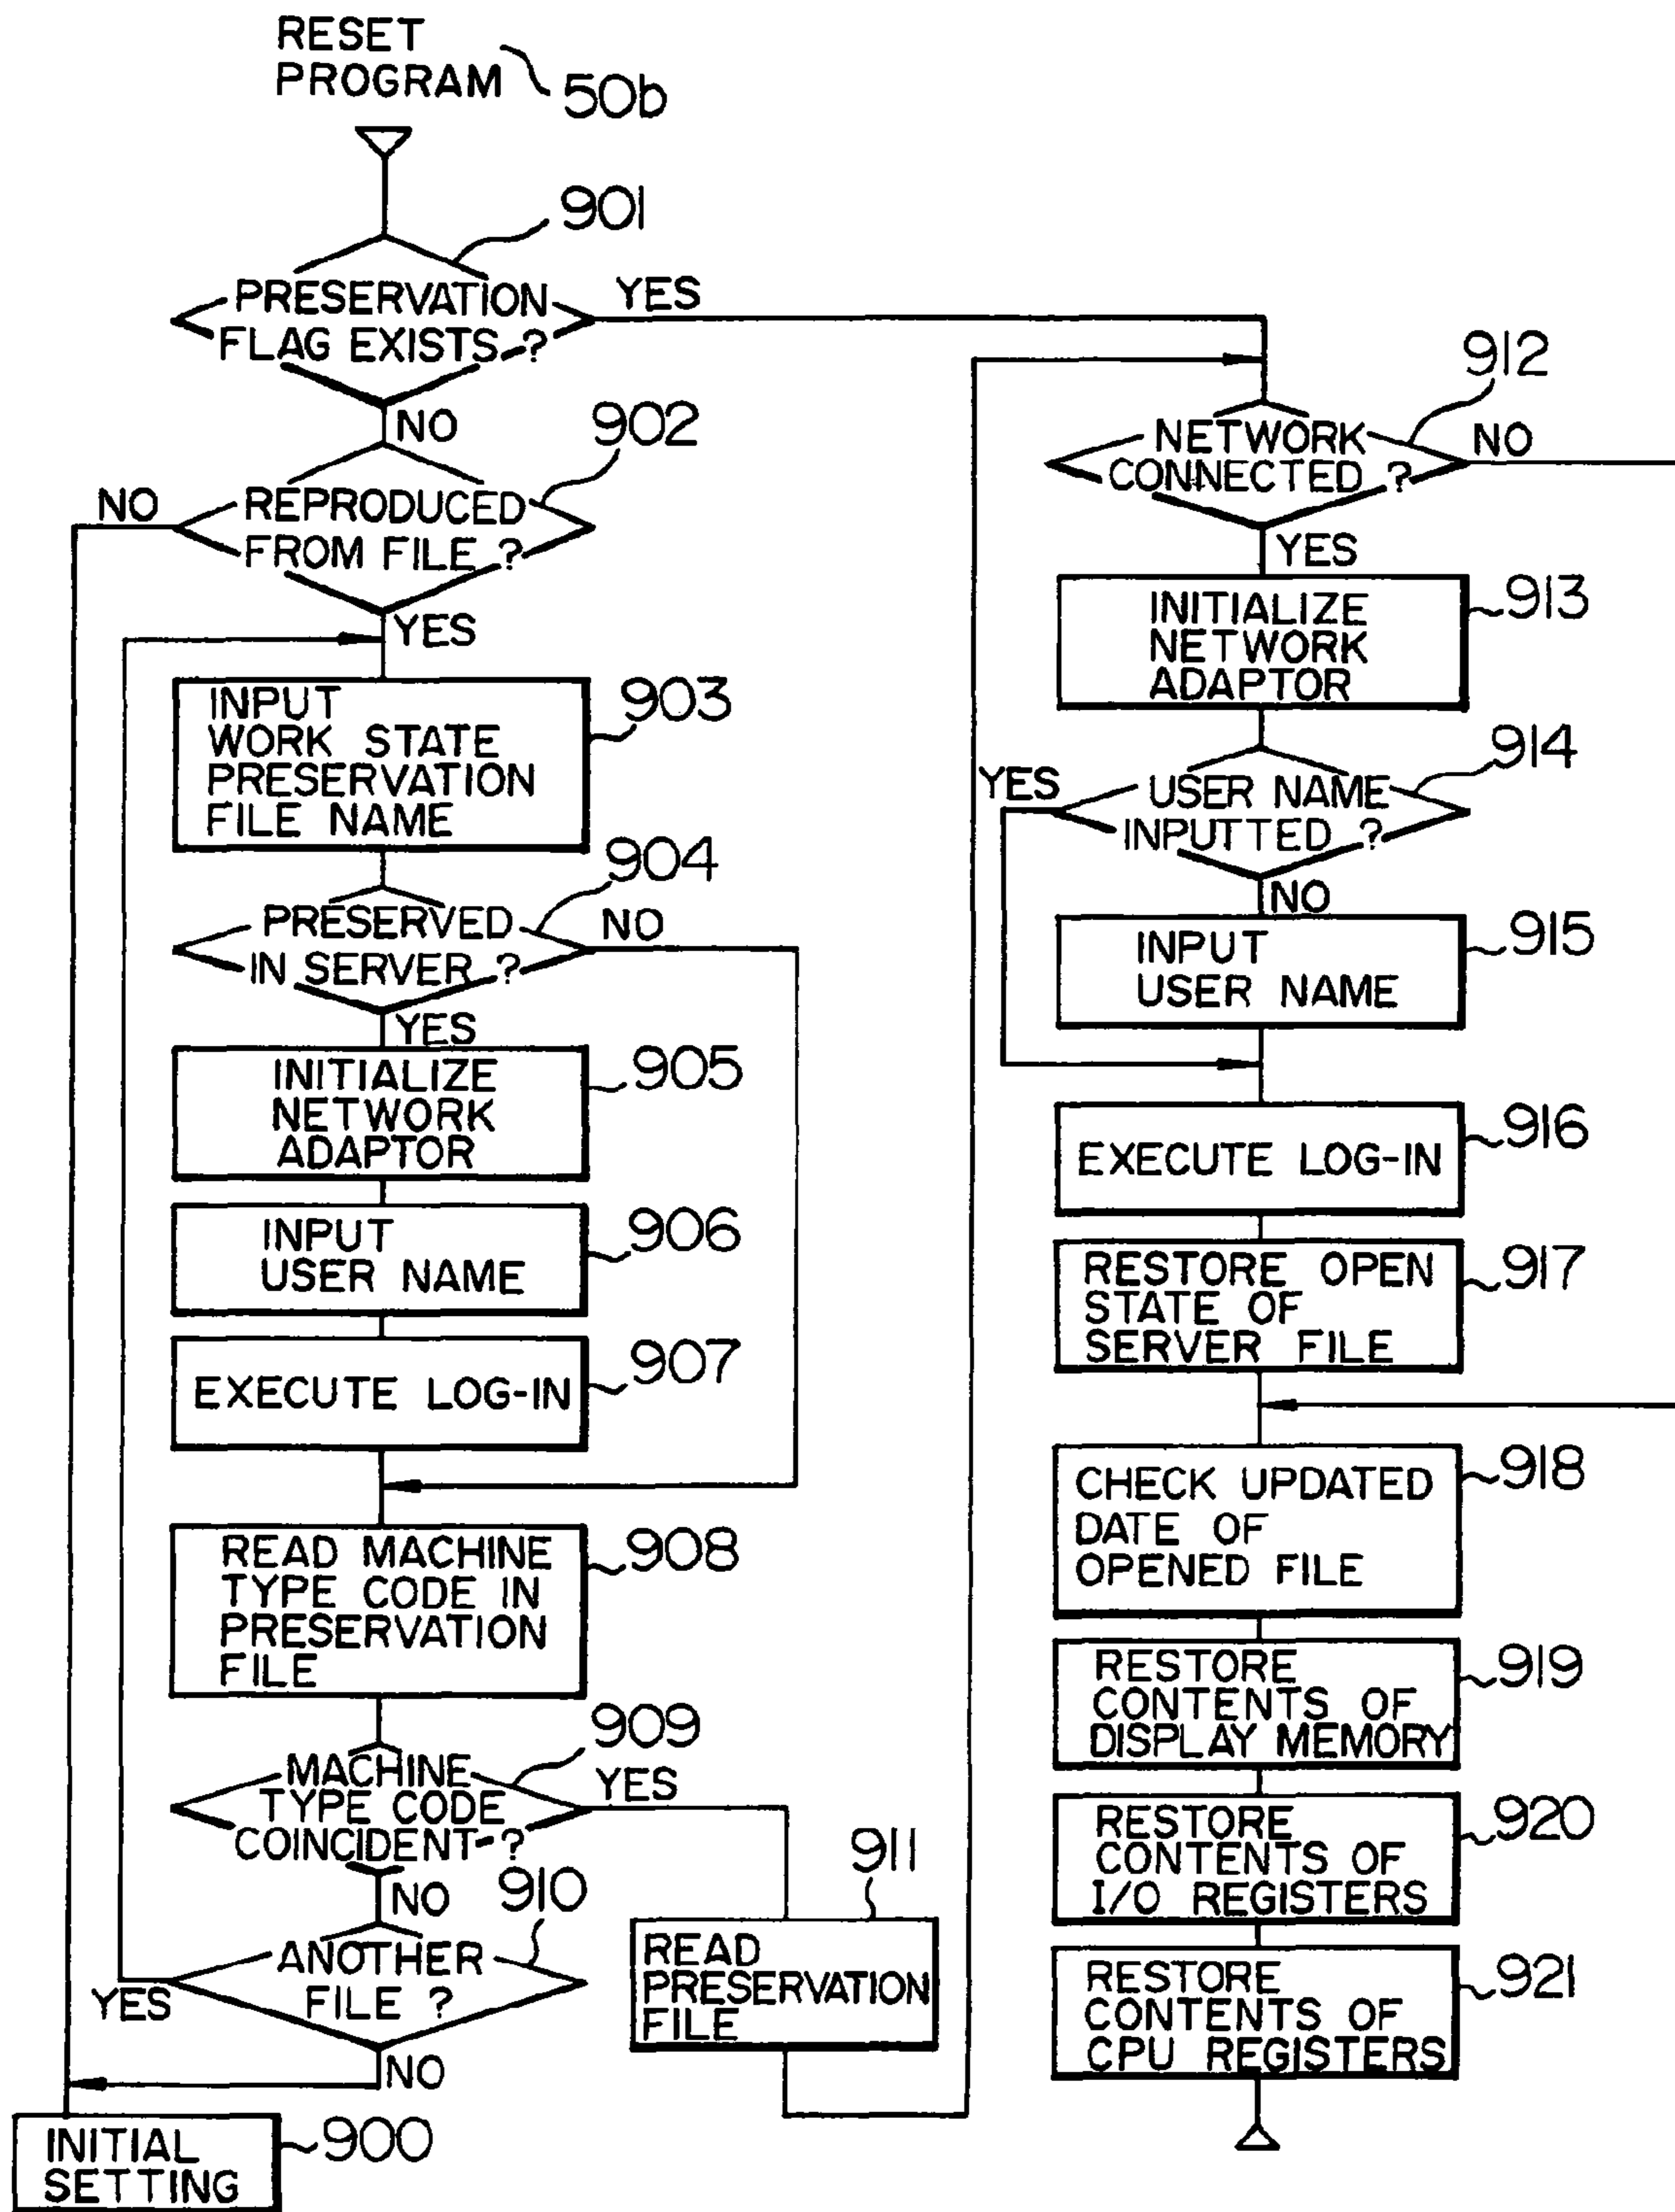 RESET
PROGRAM
50b
901
PRESERVATION
FLAG EXISTS ?
YES
NO
902
REPRODUCED
FROM FILE ?
NO
YES
903
INPUT
WORK STATE
PRESERVATION
FILE NAME
904
PRESERVED
IN SERVER ?
NO
YES
905
INITIALIZE
NETWORK
ADAPTOR
906
INPUT
USER NAME
907
EXECUTE LOG-IN
908
READ MACHINE
TYPE CODE IN
PRESERVATION
FILE
909
MACHINE
TYPE CODE
COINCIDENT ?
YES
NO
910
ANOTHER
FILE ?
YES
NO
900
INITIAL
SETTING
911
READ
PRESERVATION
FILE
912
NETWORK
CONNECTED ?
NO
YES
913
INITIALIZE
NETWORK
ADAPTOR
914
USER NAME
INPUTTED ?
YES
NO
915
INPUT
USER NAME
916
EXECUTE LOG-IN
917
RESTORE OPEN
STATE OF
SERVER FILE
918
CHECK UPDATED
DATE OF
OPENED FILE
919
RESTORE
CONTENTS OF
DISPLAY MEMORY
920
RESTORE
CONTENTS OF
I/O REGISTERS
921
RESTORE
CONTENTS OF
CPU REGISTERS